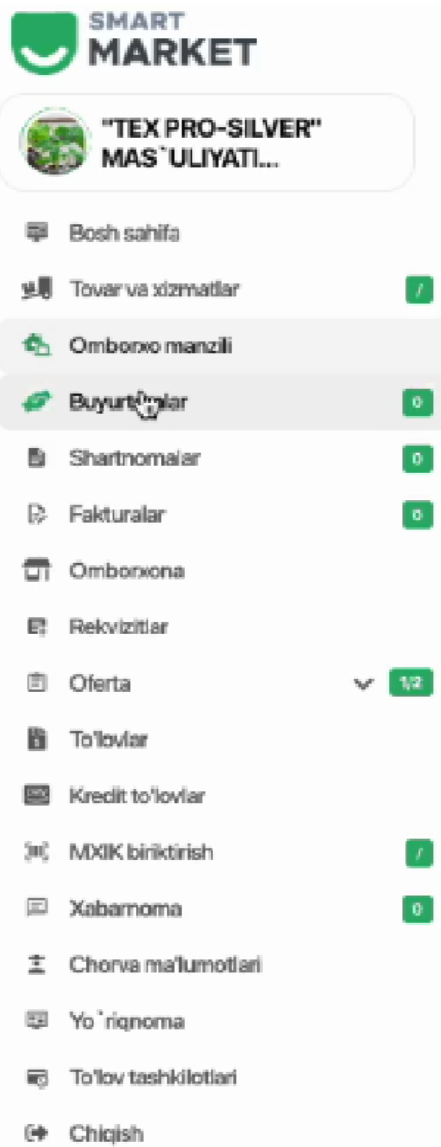 SMART
MARKET
"TEX PRO-SILVER"
MAS`ULIYATI...
Bosh sahifa
Tovar va xizmatlar /
Omborxo manzili
Buyurtmalar 0
Shartnomalar 0
Fakturalar 0
Omborxona
Rekvizitlar
Oferta 1/2
To'lovlar
Kredit to'lovlar
MXIK biriktirish /
Xabarnoma 0
Chorva ma'lumotlari
Yo`riqnoma
To'lov tashkilotlari
Chiqish